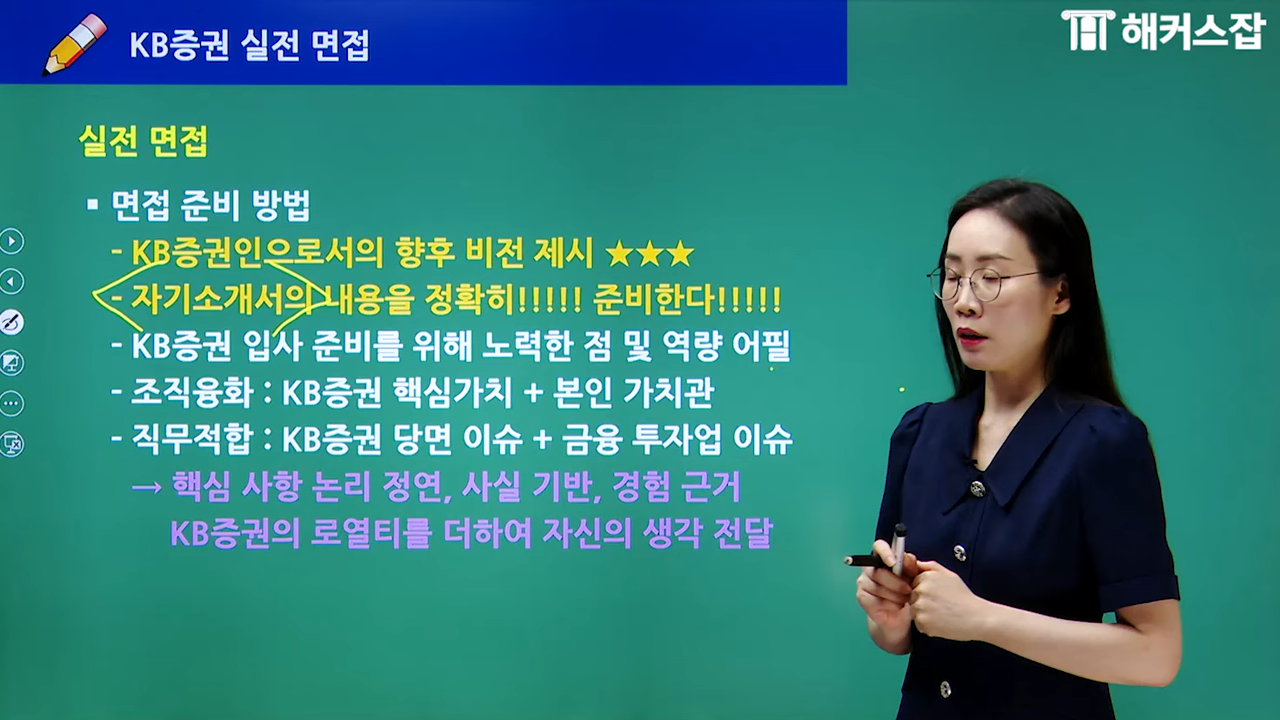 KB증권 실전 면접
해커스잡
실전 면접
▪ 면접 준비 방법
- KB증권인으로서의 향후 비전 제시 ★★★
- 자기소개서의 내용을 정확히!!!!! 준비한다!!!!!
- KB증권 입사 준비를 위해 노력한 점 및 역량 어필
- 조직융화 : KB증권 핵심가치 + 본인 가치관
- 직무적합 : KB증권 당면 이슈 + 금융 투자업 이슈
→ 핵심 사항 논리 정연, 사실 기반, 경험 근거
KB증권의 로열티를 더하여 자신의 생각 전달